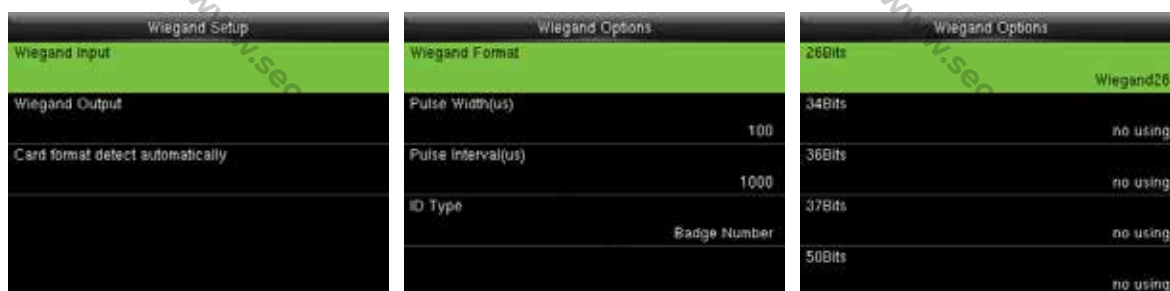 Wiegand Setup
Wiegand Input
Wiegand Output
Card format detect automatically
Wiegand Options
Wiegand Format
Pulse Width(us)
100
Pulse Interval(us)
1000
ID Type
Badge Number
Wiegand Options
26Bits
Wiegand26
34Bits
no using
36Bits
no using
37Bits
no using
50Bits
no using